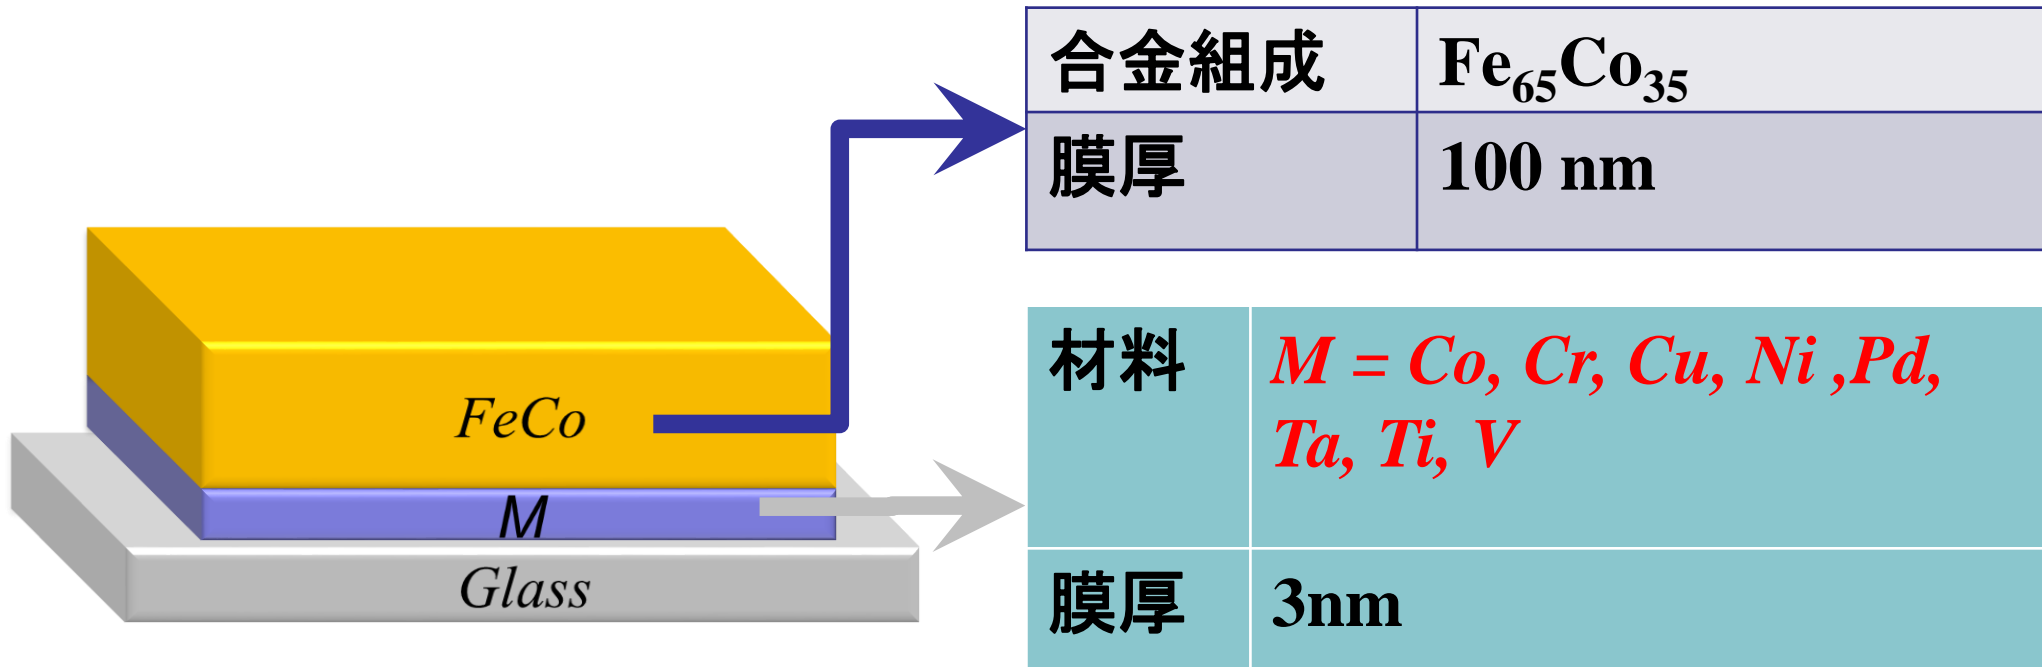 合金組成 Fe₆₅Co₃₅
膜厚 100 nm
FeCo
M
Glass
材料 M = Co, Cr, Cu, Ni ,Pd,
Ta, Ti, V
膜厚 3nm